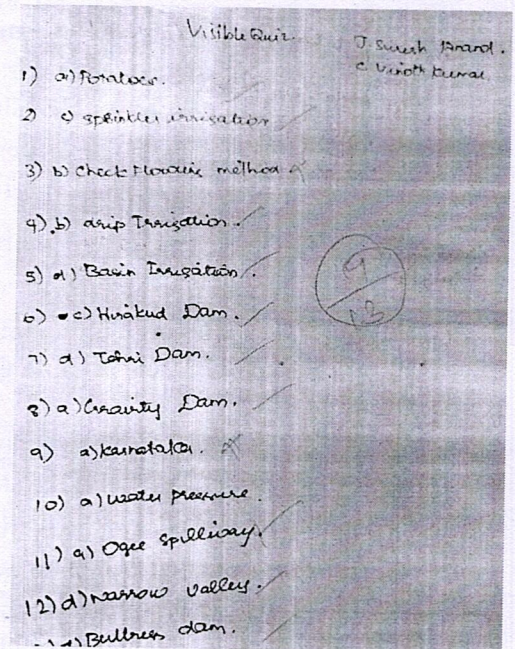 Visible Quiz.
J. Suresh Anand.
C. Vinoth Kumar
1) a) Potatoes.
2) c) sprinkler irrigation
3) b) check flooding method
4) b) drip Irrigation.
5) d) Basin Irrigation.
6) c) Hirakud Dam.
7) d) Tehri Dam.
8) a) Gravity Dam.
9) a) Karnataka.
10) a) water pressure.
11) a) Ogee spillway.
12) d) narrow valley.
Buttress dam.
9
13